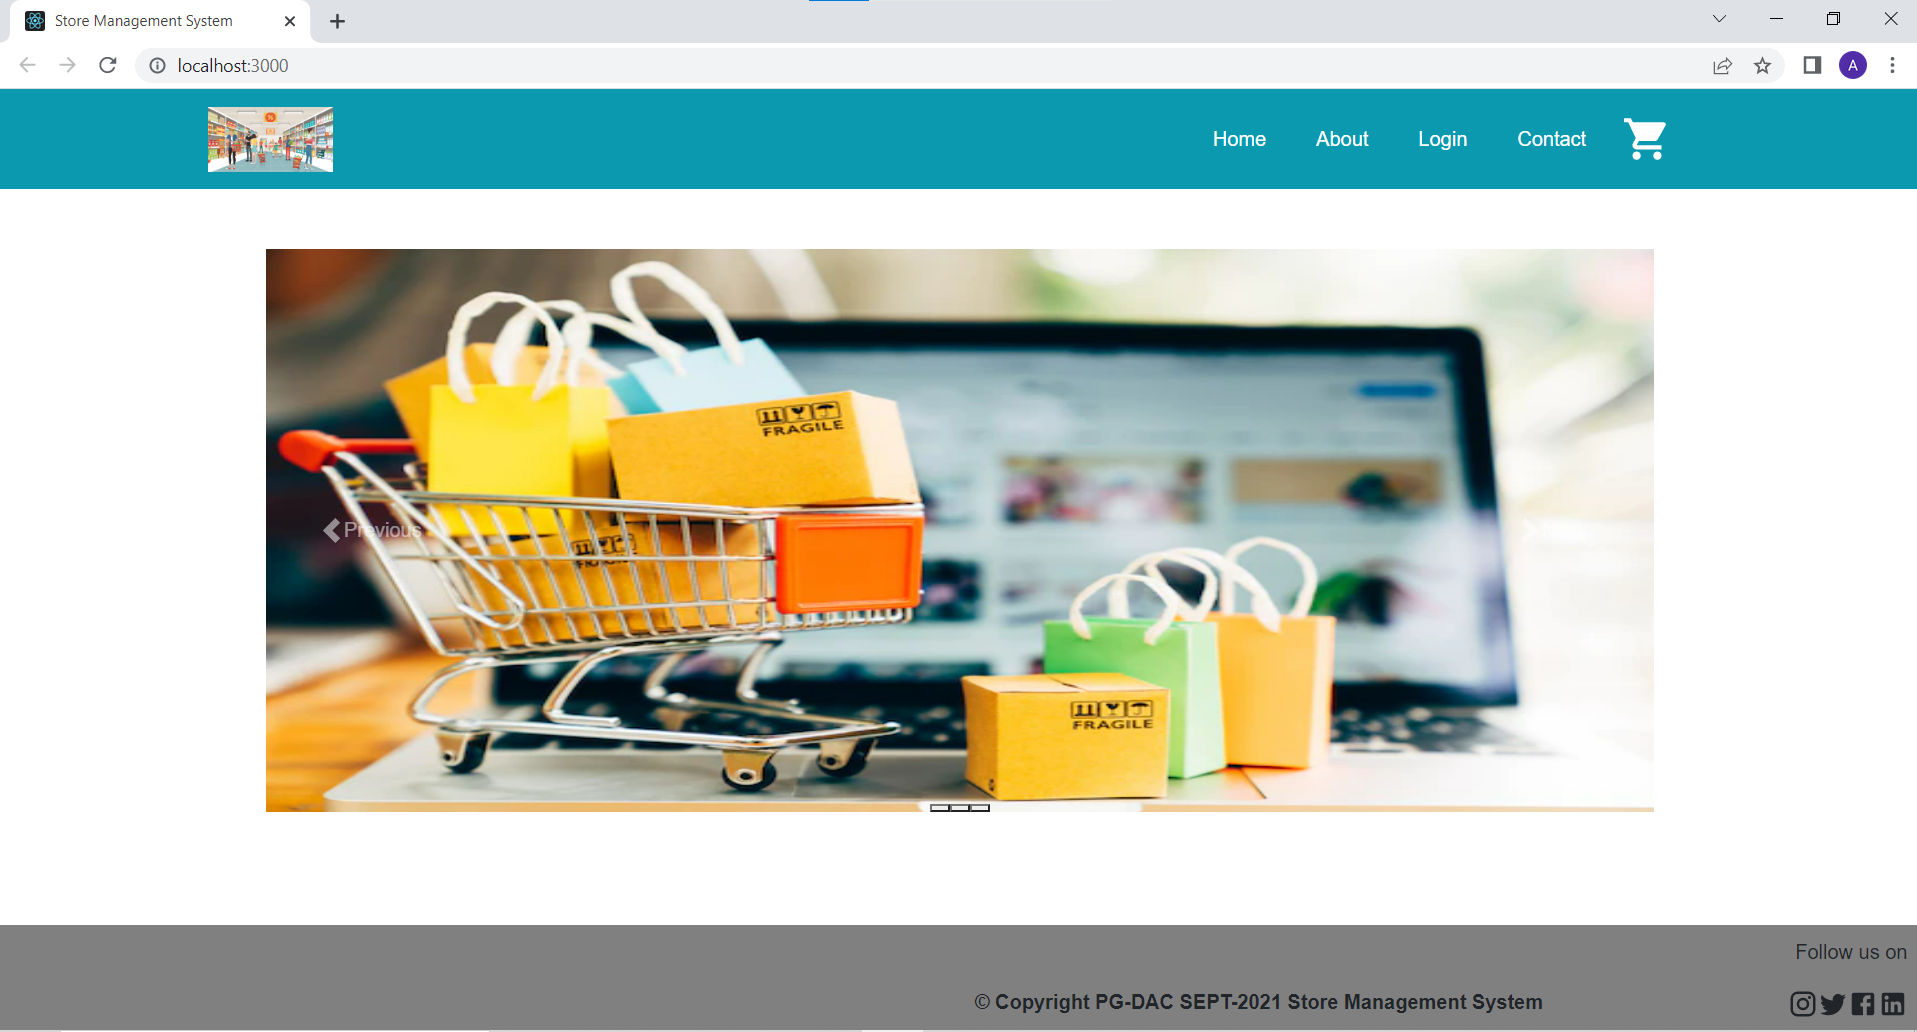 Store Management System
localhost:3000
A
Home
About
Login
Contact
FRAGILE
Previous
FRAGILE
FRAGILE
Follow us on
© Copyright PG-DAC SEPT-2021 Store Management System